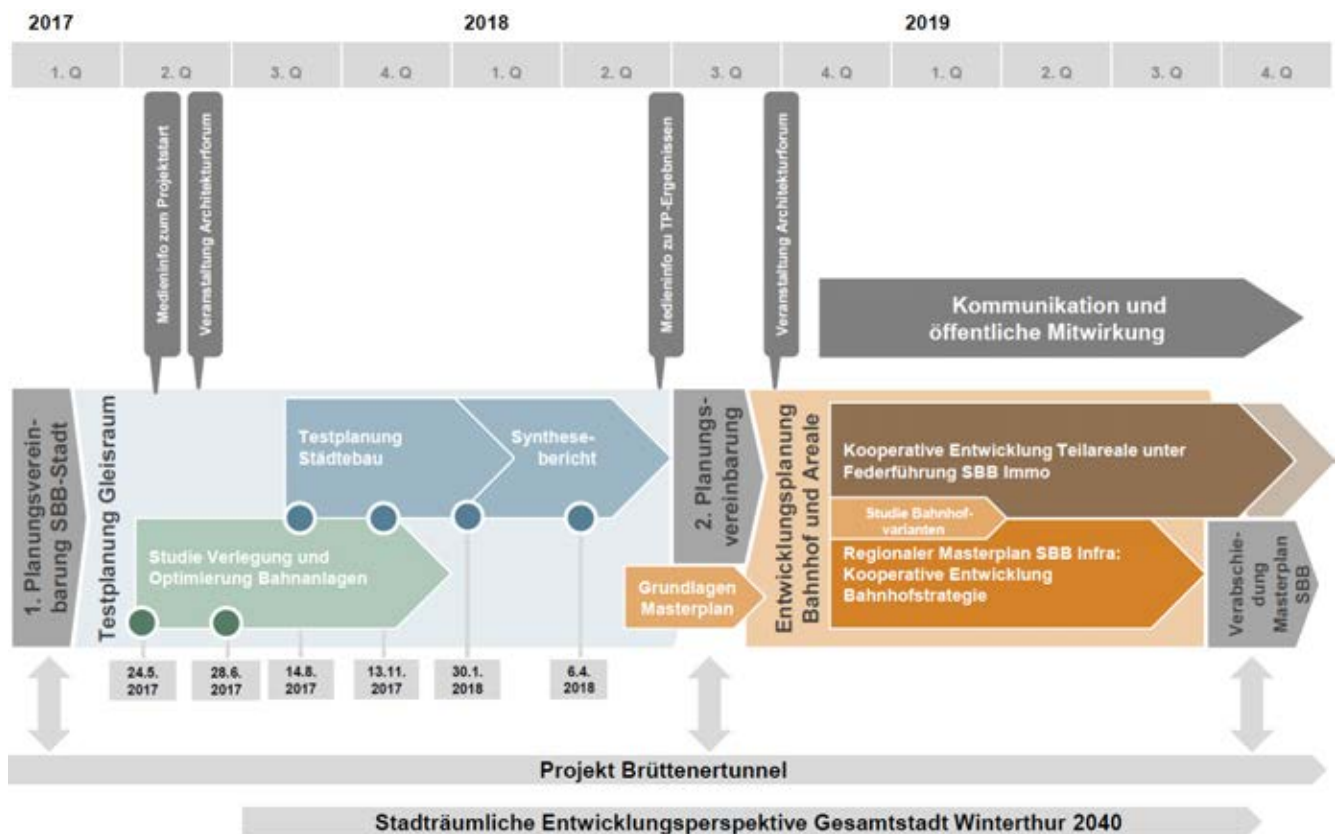 2017
2018
2019
1. Q
2. Q
3. Q
4. Q
1. Q
2. Q
3. Q
4. Q
1. Q
2. Q
3. Q
4. Q
Medieninfo zum Projektstart
Veranstaltung Architekturforum
Medieninfo zu TP-Ergebnissen
Veranstaltung Architekturforum
Kommunikation und
öffentliche Mitwirkung
1. Planungsverein-
barung SBB-Stadt
Testplanung Gleisraum
Testplanung
Städtebau
Synthese-
bericht
Studie Verlegung und
Optimierung Bahnanlagen
2. Planungs-
vereinbarung
Grundlagen
Masterplan
Entwicklungsplanung
Bahnhof und Areale
Kooperative Entwicklung Teilareale unter
Federführung SBB Immo
Studie Bahnhof-
varianten
Regionaler Masterplan SBB Infra:
Kooperative Entwicklung
Bahnhofstrategie
Verabschie-
dung
Masterplan
SBB
24.5.
2017
28.6.
2017
14.8.
2017
13.11.
2017
30.1.
2018
6.4.
2018
Projekt Brüttenertunnel
Stadträumliche Entwicklungsperspektive Gesamtstadt Winterthur 2040